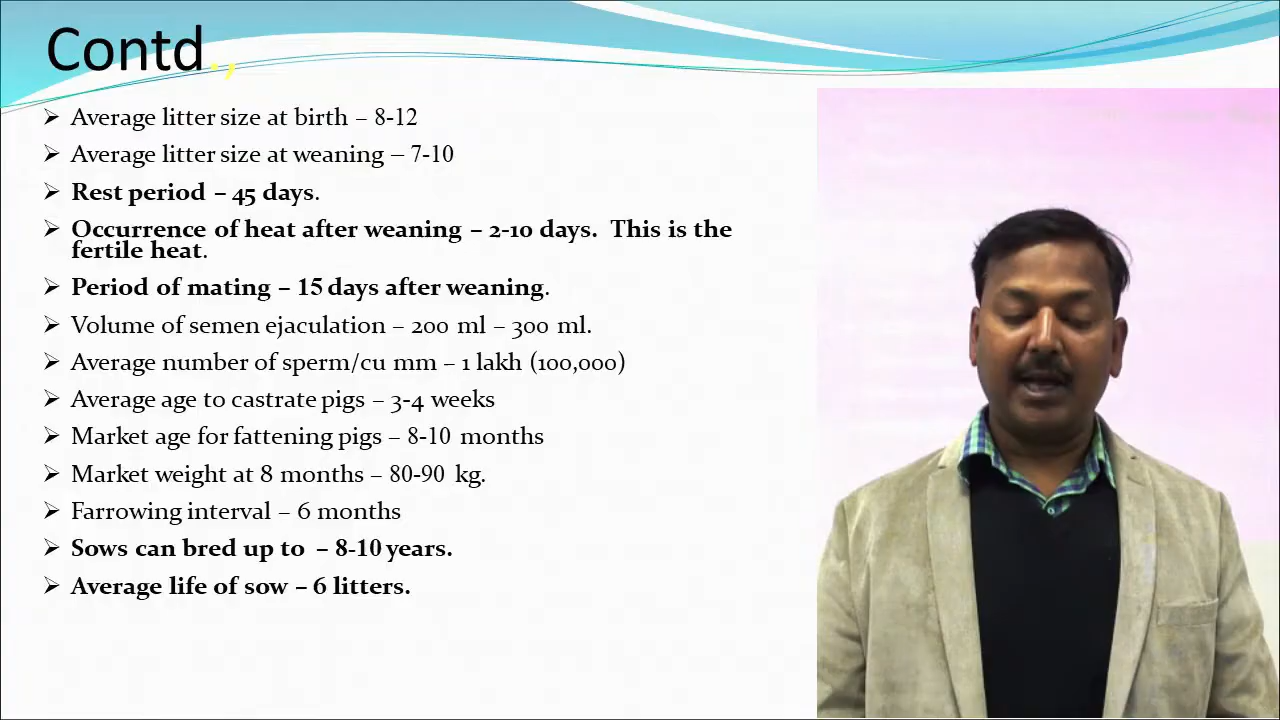 Contd.,
➢ Average litter size at birth – 8-12
➢ Average litter size at weaning – 7-10
➢ Rest period – 45 days.
➢ Occurrence of heat after weaning – 2-10 days. This is the
fertile heat.
➢ Period of mating – 15 days after weaning.
➢ Volume of semen ejaculation – 200 ml – 300 ml.
➢ Average number of sperm/cu mm – 1 lakh (100,000)
➢ Average age to castrate pigs – 3-4 weeks
➢ Market age for fattening pigs – 8-10 months
➢ Market weight at 8 months – 80-90 kg.
➢ Farrowing interval – 6 months
➢ Sows can bred up to – 8-10 years.
➢ Average life of sow – 6 litters.